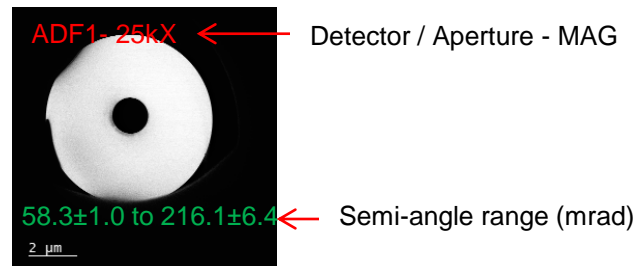 ADF1- 25kX
Detector / Aperture - MAG
58.3±1.0 to 216.1±6.4
Semi-angle range (mrad)
2 µm